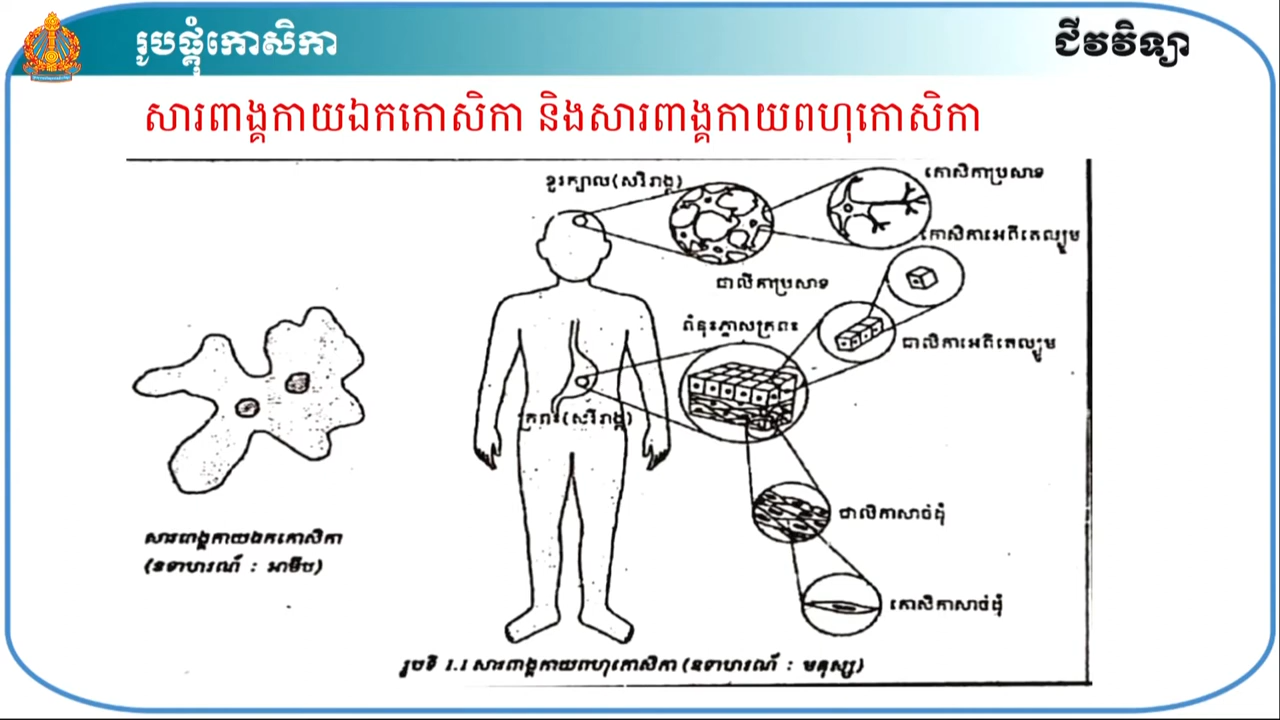 រូបផ្គុំកោសិកា
ជីវវិទ្យា
សារពាង្គកាយឯកកោសិកា និងសារពាង្គកាយពហុកោសិកា
ខួរក្បាល(សរីរាង្គ)
កោសិកាប្រសាទ
កោសិកាអេពីតេល្យូម
ជាលិកាប្រសាទ
ពំនុះភ្នាសក្រពះ
ជាលិកាអេពីតេល្យូម
ក្រពះ(សរីរាង្គ)
ជាលិកាសាច់ដុំ
សារពាង្គកាយឯកកោសិកា
(ឧទាហរណ៍ : អាមីប)
កោសិកាសាច់ដុំ
រូបទី 1.1 សារពាង្គកាយពហុកោសិកា (ឧទាហរណ៍ : មនុស្ស)